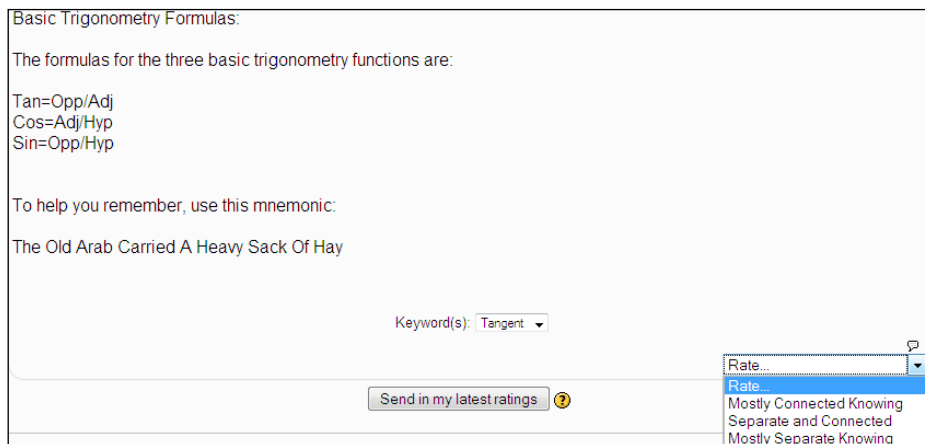 Basic Trigonometry Formulas:
The formulas for the three basic trigonometry functions are:
Tan=Opp/Adj
Cos=Adj/Hyp
Sin=Opp/Hyp
To help you remember, use this mnemonic:
The Old Arab Carried A Heavy Sack Of Hay
Keyword(s): Tangent
Rate...
Send in my latest ratings ?
Rate...
Mostly Connected Knowing
Separate and Connected
Mostly Separate Knowing